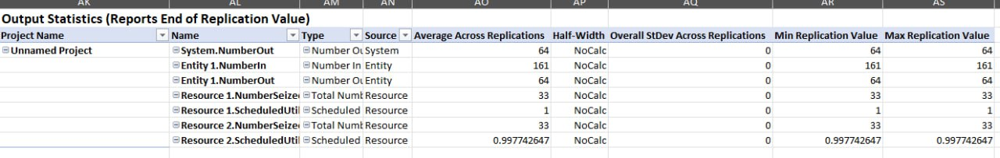 AK AL AM AN AO AP AQ AR AS
Output Statistics (Reports End of Replication Value)
Project Name Name Type Source Average Across Replications Half-Width Overall StDev Across Replications Min Replication Value Max Replication Value
Unnamed Project System.NumberOut Number Ou System 64 NoCalc 0 64 64
Entity 1.NumberIn Number In Entity 161 NoCalc 0 161 161
Entity 1.NumberOut Number Ou Entity 64 NoCalc 0 64 64
Resource 1.NumberSeized Total Numb Resource 33 NoCalc 0 33 33
Resource 1.ScheduledUtil Scheduled Resource 1 NoCalc 0 1 1
Resource 2.NumberSeized Total Numb Resource 33 NoCalc 0 33 33
Resource 2.ScheduledUtil Scheduled Resource 0.997742647 NoCalc 0 0.997742647 0.997742647